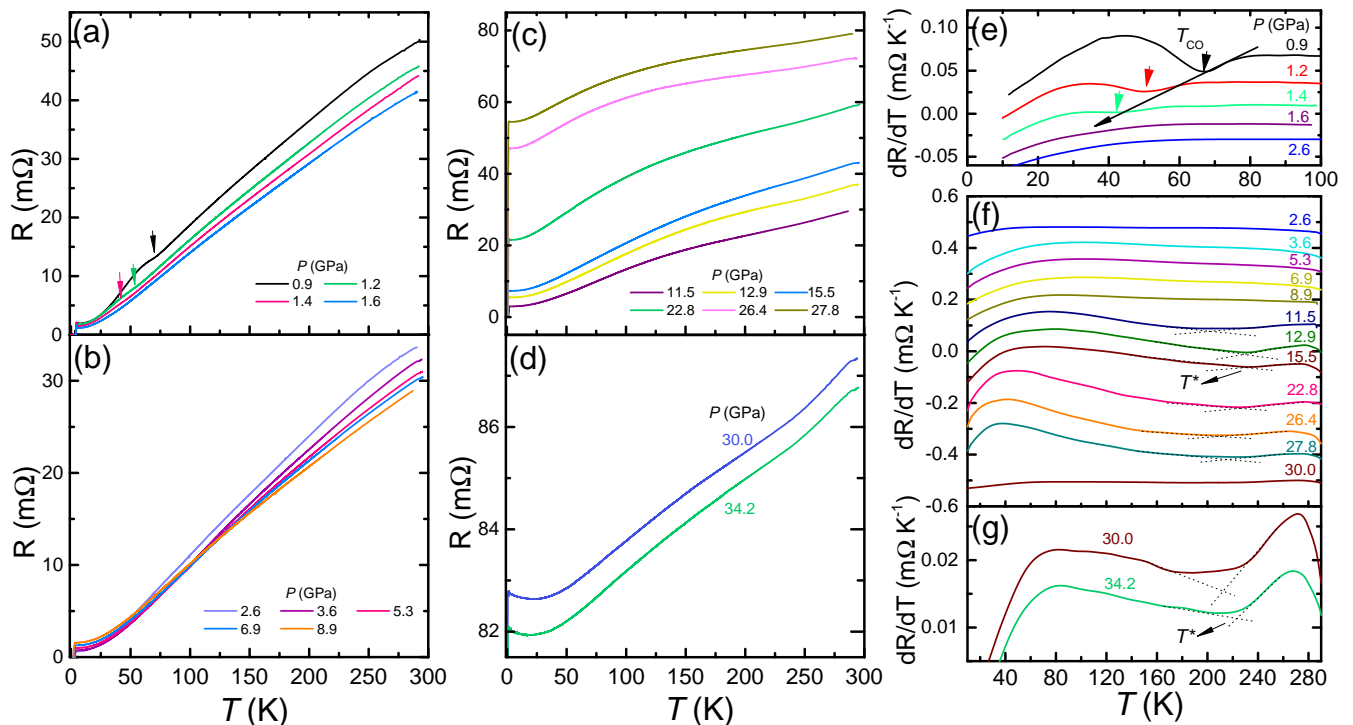 (a)
50
40
30
20
10
0
R (mΩ)
P (GPa)
0.9 1.2
1.4 1.6
(b)
30
20
10
0
R (mΩ)
P (GPa)
2.6 3.6 5.3
6.9 8.9
0 50 100 150 200 250 300
T (K)
(c)
80
60
40
20
0
R (mΩ)
P (GPa)
11.5 12.9 15.5
22.8 26.4 27.8
(d)
86
84
82
R (mΩ)
P (GPa)
30.0
34.2
0 50 100 150 200 250 300
T (K)
(e)
0.10
0.05
0.00
-0.05
dR/dT (mΩ K⁻¹)
T_CO
P (GPa)
0.9
1.2
1.4
1.6
2.6
0 20 40 60 80 100
(f)
0.4
0.2
0.0
-0.2
-0.4
-0.6
dR/dT (mΩ K⁻¹)
2.6
3.6
5.3
6.9
8.9
11.5
12.9
15.5
T*
22.8
26.4
27.8
30.0
(g)
0.02
0.01
dR/dT (mΩ K⁻¹)
30.0
34.2
T*
40 80 120 160 200 240 280
T (K)